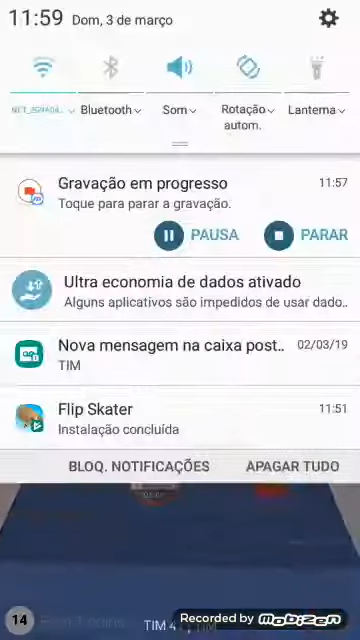 11:59 Dom, 3 de março
Bluetooth
Som
Rotação autom.
Lanterna
Gravação em progresso 11:57
Toque para parar a gravação.
PAUSA PARAR
Ultra economia de dados ativado
Alguns aplicativos são impedidos de usar dado..
Nova mensagem na caixa post.. 02/03/19
TIM
Flip Skater 11:51
Instalação concluída
BLOQ. NOTIFICAÇÕES APAGAR TUDO
14
TIM 4
Recorded by MOBIZEN